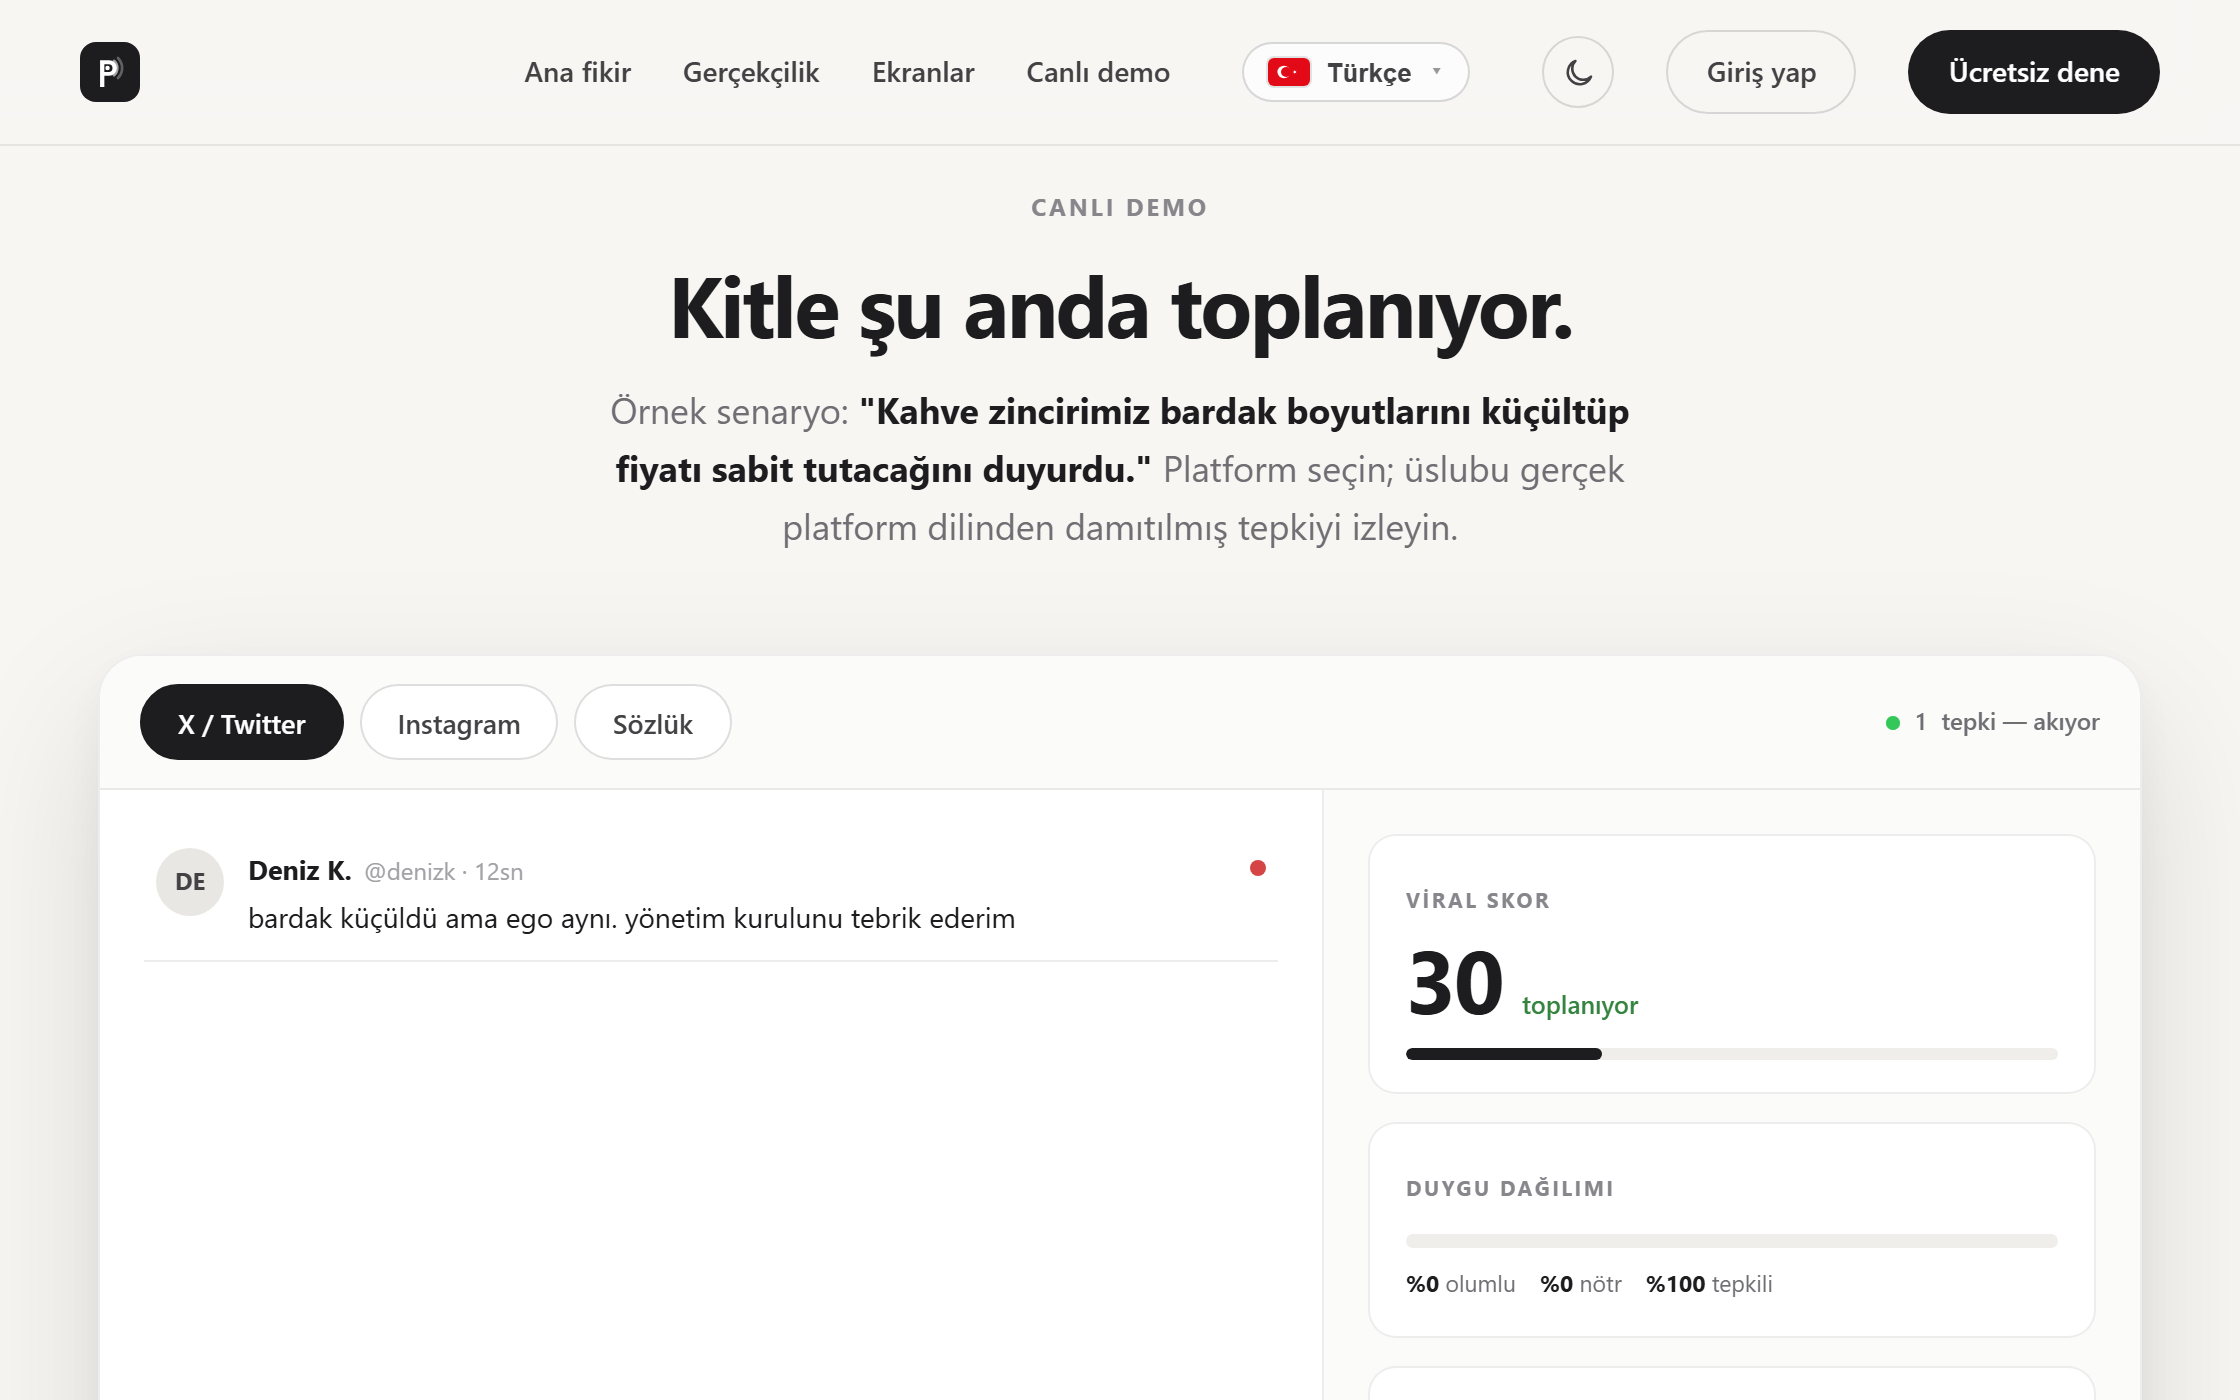 P
Ana fikir Gerçekçilik Ekranlar Canlı demo Türkçe Giriş yap Ücretsiz dene
CANLI DEMO
Kitle şu anda toplanıyor.
Örnek senaryo: "Kahve zincirimiz bardak boyutlarını küçültüp
fiyatı sabit tutacağını duyurdu." Platform seçin; üslubu gerçek
platform dilinden damıtılmış tepkiyi izleyin.
X / Twitter Instagram Sözlük 1 tepki — akıyor
DE
Deniz K. @denizk · 12sn
bardak küçüldü ama ego aynı. yönetim kurulunu tebrik ederim
VİRAL SKOR
30 toplanıyor
DUYGU DAĞILIMI
%0 olumlu %0 nötr %100 tepkili